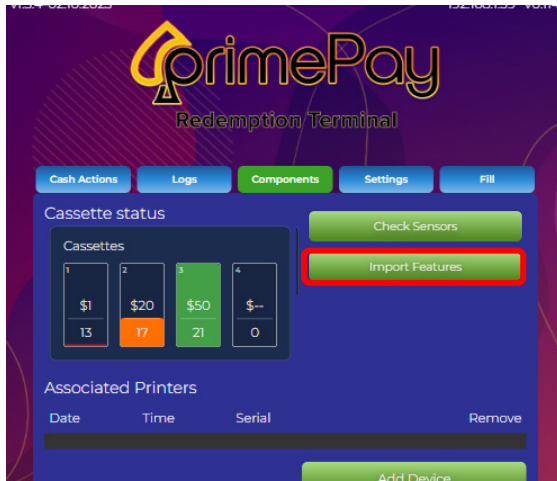 primePay
Redemption Terminal
Cash Actions Logs Components Settings Fill
Cassette status
Check Sensors
Cassettes
Import Features
1 2 3 4
$1 $20 $50 $--
13 17 21 0
Associated Printers
Date Time Serial Remove
Add Device